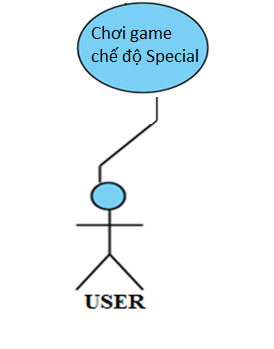 Chơi game
chế độ Special
USER